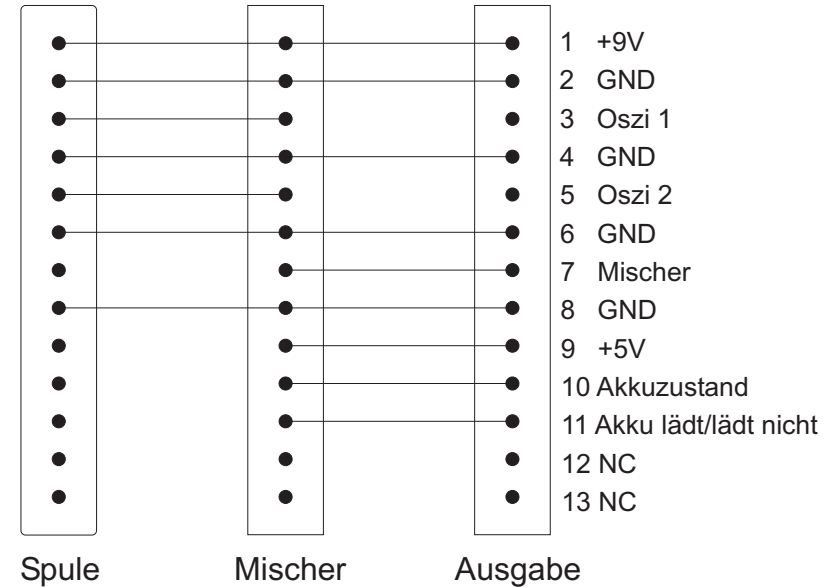 1 +9V
2 GND
3 Oszi 1
4 GND
5 Oszi 2
6 GND
7 Mischer
8 GND
9 +5V
10 Akkuzustand
11 Akku lädt/lädt nicht
12 NC
13 NC
Spule Mischer Ausgabe